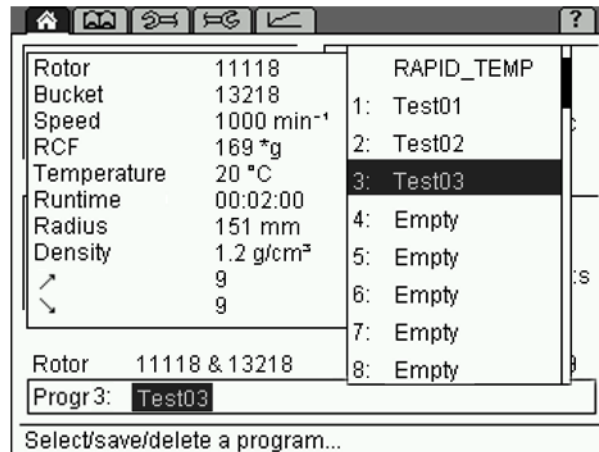 ?
Rotor 11118
Bucket 13218
Speed 1000 min⁻¹
RCF 169 *g
Temperature 20 °C
Runtime 00:02:00
Radius 151 mm
Density 1.2 g/cm³
↗ 9
↘ 9
RAPID_TEMP
1: Test01
2: Test02
3: Test03
4: Empty
5: Empty
6: Empty
7: Empty
8: Empty
:s
Rotor 11118 & 13218
Progr 3: Test03
Select/save/delete a program...